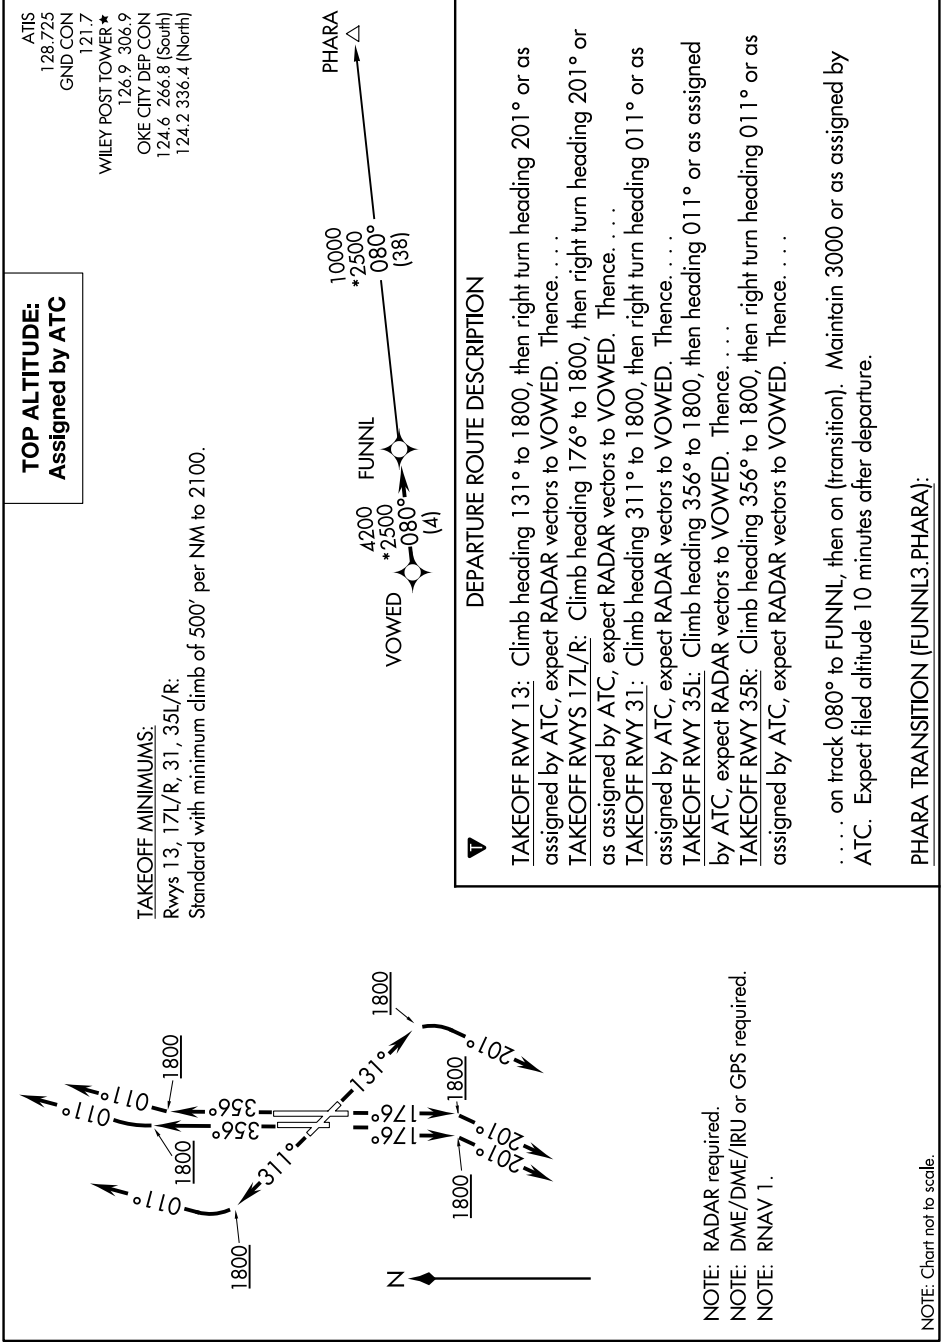 TOP ALTITUDE:
Assigned by ATC
ATIS
128.725
GND CON
121.7
WILEY POST TOWER★
126.9 306.9
OKE CITY DEP CON
124.6 266.8 (South)
124.2 336.4 (North)
TAKEOFF MINIMUMS:
Rwys 13, 17L/R, 31, 35L/R:
Standard with minimum climb of 500' per NM to 2100.
011°
011°
011°
1800
1800
1800
356°
356°
311°
131°
1800
176°
176°
1800
1800
201°
201°
201°
N
VOWED
4200
*2500
080°
(4)
FUNNL
10000
*2500
080°
(38)
PHARA
NOTE: RADAR required.
NOTE: DME/DME/IRU or GPS required.
NOTE: RNAV 1.
NOTE: Chart not to scale.
T
DEPARTURE ROUTE DESCRIPTION
TAKEOFF RWY 13: Climb heading 131° to 1800, then right turn heading 201° or as
assigned by ATC, expect RADAR vectors to VOWED. Thence. . . .
TAKEOFF RWYS 17L/R: Climb heading 176° to 1800, then right turn heading 201° or
as assigned by ATC, expect RADAR vectors to VOWED. Thence. . . .
TAKEOFF RWY 31: Climb heading 311° to 1800, then right turn heading 011° or as
assigned by ATC, expect RADAR vectors to VOWED. Thence. . . .
TAKEOFF RWY 35L: Climb heading 356° to 1800, then heading 011° or as assigned
by ATC, expect RADAR vectors to VOWED. Thence. . . .
TAKEOFF RWY 35R: Climb heading 356° to 1800, then right turn heading 011° or as
assigned by ATC, expect RADAR vectors to VOWED. Thence. . . .
. . . . on track 080° to FUNNL, then on (transition). Maintain 3000 or as assigned by
ATC. Expect filed altitude 10 minutes after departure.
PHARA TRANSITION (FUNNL3.PHARA):